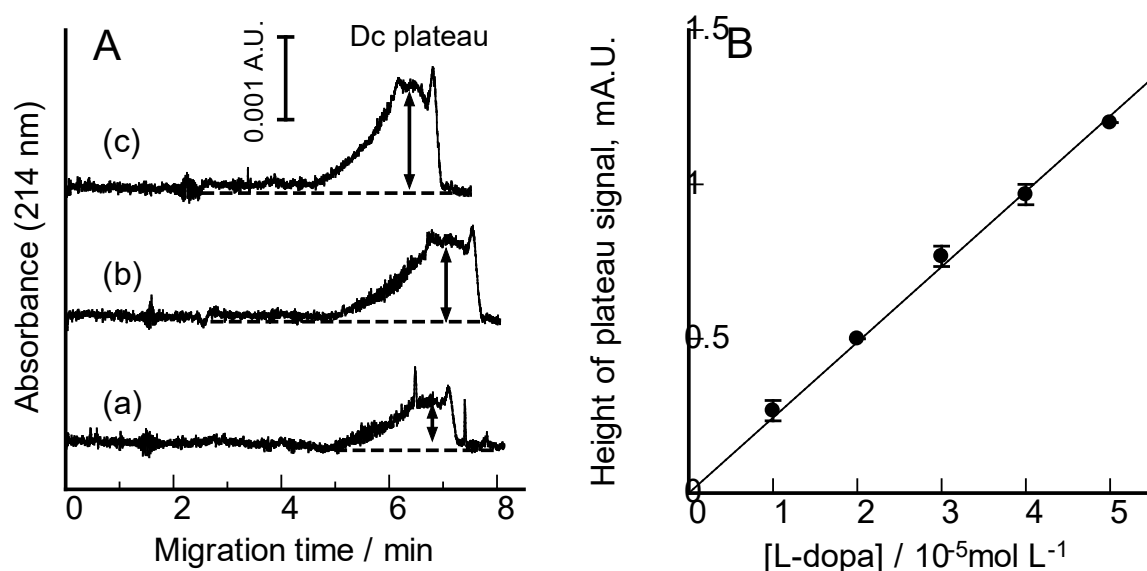 A
Dc plateau
0.001 A.U.
(c)
(b)
(a)
Absorbance (214 nm)
0 2 4 6 8
Migration time / min
B
1.5
1
0.5
0
Height of plateau signal, mA.U.
0 1 2 3 4 5
[L-dopa] / 10⁻⁵mol L⁻¹